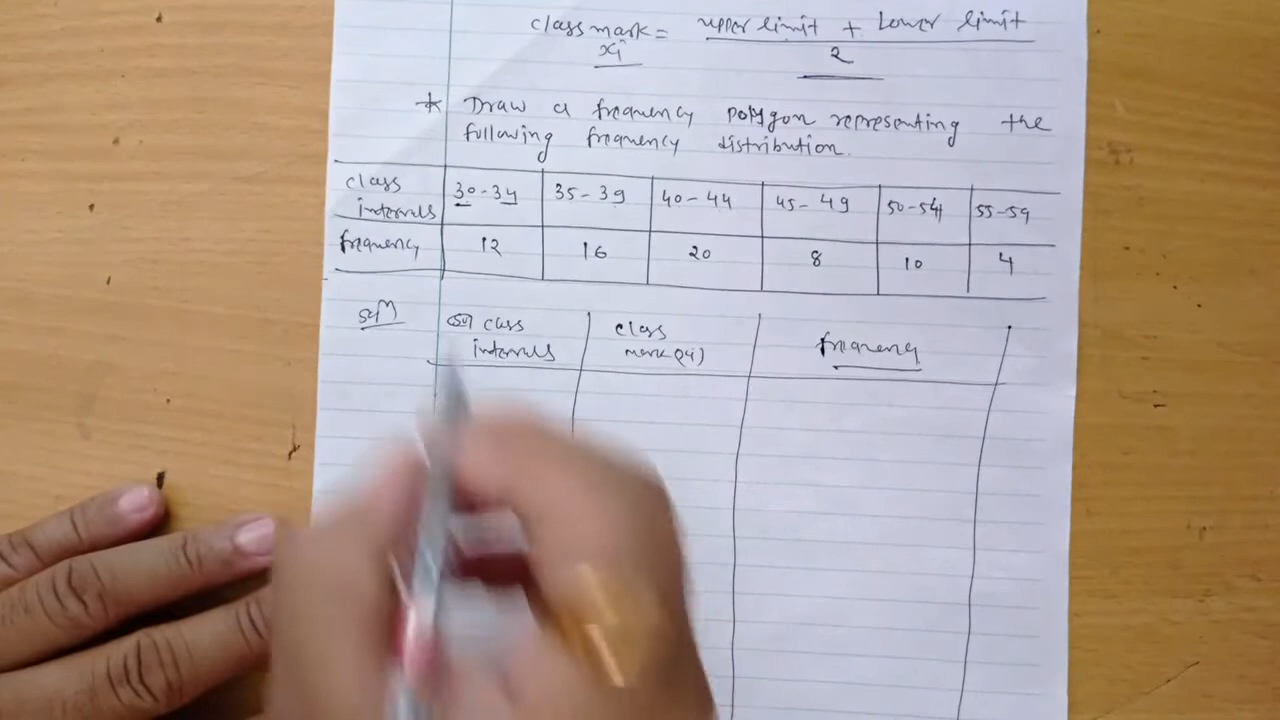 class mark = upper limit + Lower limit
xi 2
* Draw a frequency polygon representing the
following frequency distribution.
class intervals 30-34 35-39 40-44 45-49 50-54 55-59
frequency 12 16 20 8 10 4
soln class
intervals
class
mark (xi)
frequency